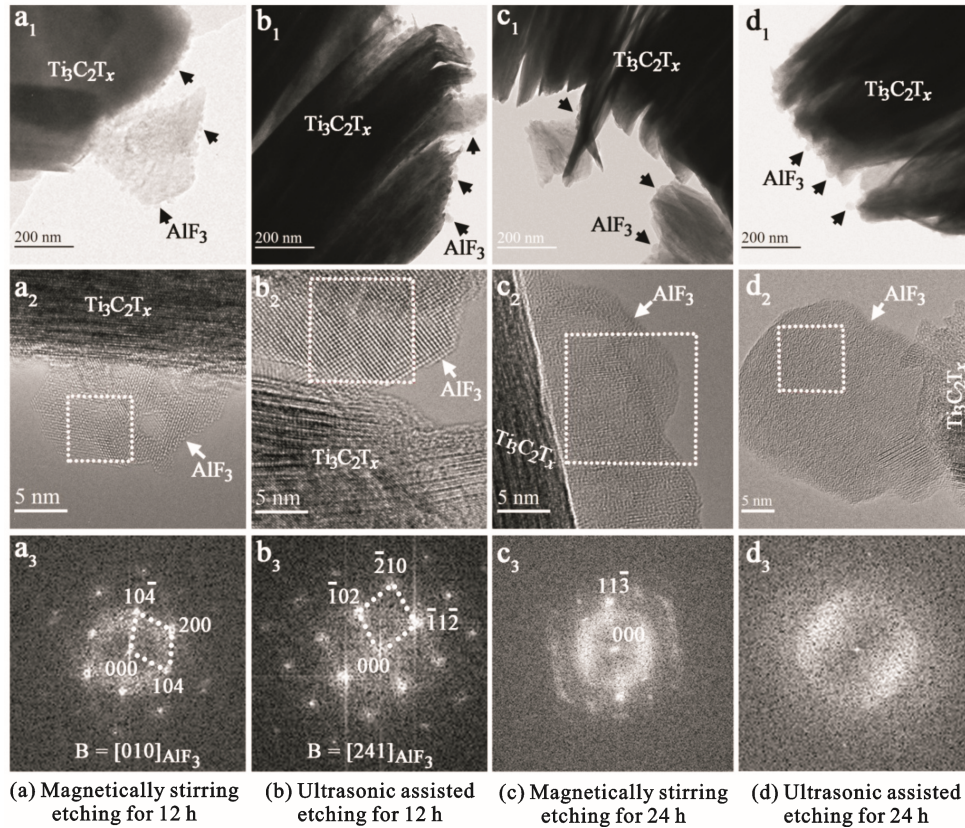 a₁
Ti₃C₂Tₓ
AlF₃
200 nm
b₁
Ti₃C₂Tₓ
AlF₃
200 nm
c₁
Ti₃C₂Tₓ
AlF₃
200 nm
d₁
Ti₃C₂Tₓ
AlF₃
200 nm
a₂
Ti₃C₂Tₓ
AlF₃
5 nm
b₂
AlF₃
Ti₃C₂Tₓ
5 nm
c₂
AlF₃
Ti₃C₂Tₓ
5 nm
d₂
AlF₃
Ti₃C₂Tₓ
5 nm
a₃
104̄
200
000
104
B = [010]AlF₃
b₃
2̄10
1̄02
1̄12̄
000
B = [241]AlF₃
c₃
113̄
000
d₃
(a) Magnetically stirring
etching for 12 h
(b) Ultrasonic assisted
etching for 12 h
(c) Magnetically stirring
etching for 24 h
(d) Ultrasonic assisted
etching for 24 h